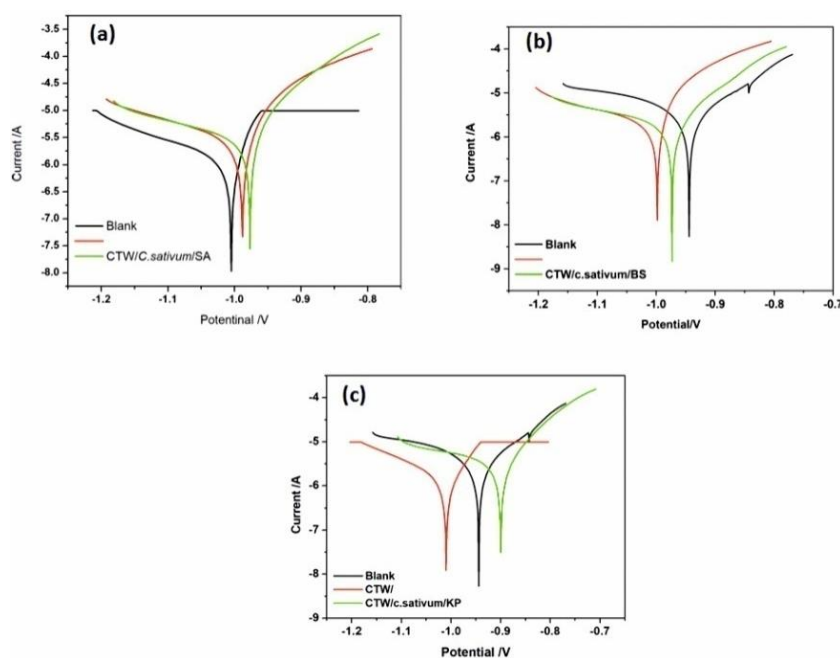 (a)
-3.5
-4.0
-4.5
-5.0
-5.5
-6.0
-6.5
-7.0
-7.5
-8.0
Current /A
Blank
CTW/C.sativum/SA
-1.2 -1.1 -1.0 -0.9 -0.8
Potentinal /V
(b)
-4
-5
-6
-7
-8
-9
Current /A
Blank
CTW/c.sativum/BS
-1.2 -1.1 -1.0 -0.9 -0.8 -0.7
Potential/V
(c)
-4
-5
-6
-7
-8
-9
Current /A
Blank
CTW/
CTW/c.sativum/KP
-1.2 -1.1 -1.0 -0.9 -0.8 -0.7
Potential /V